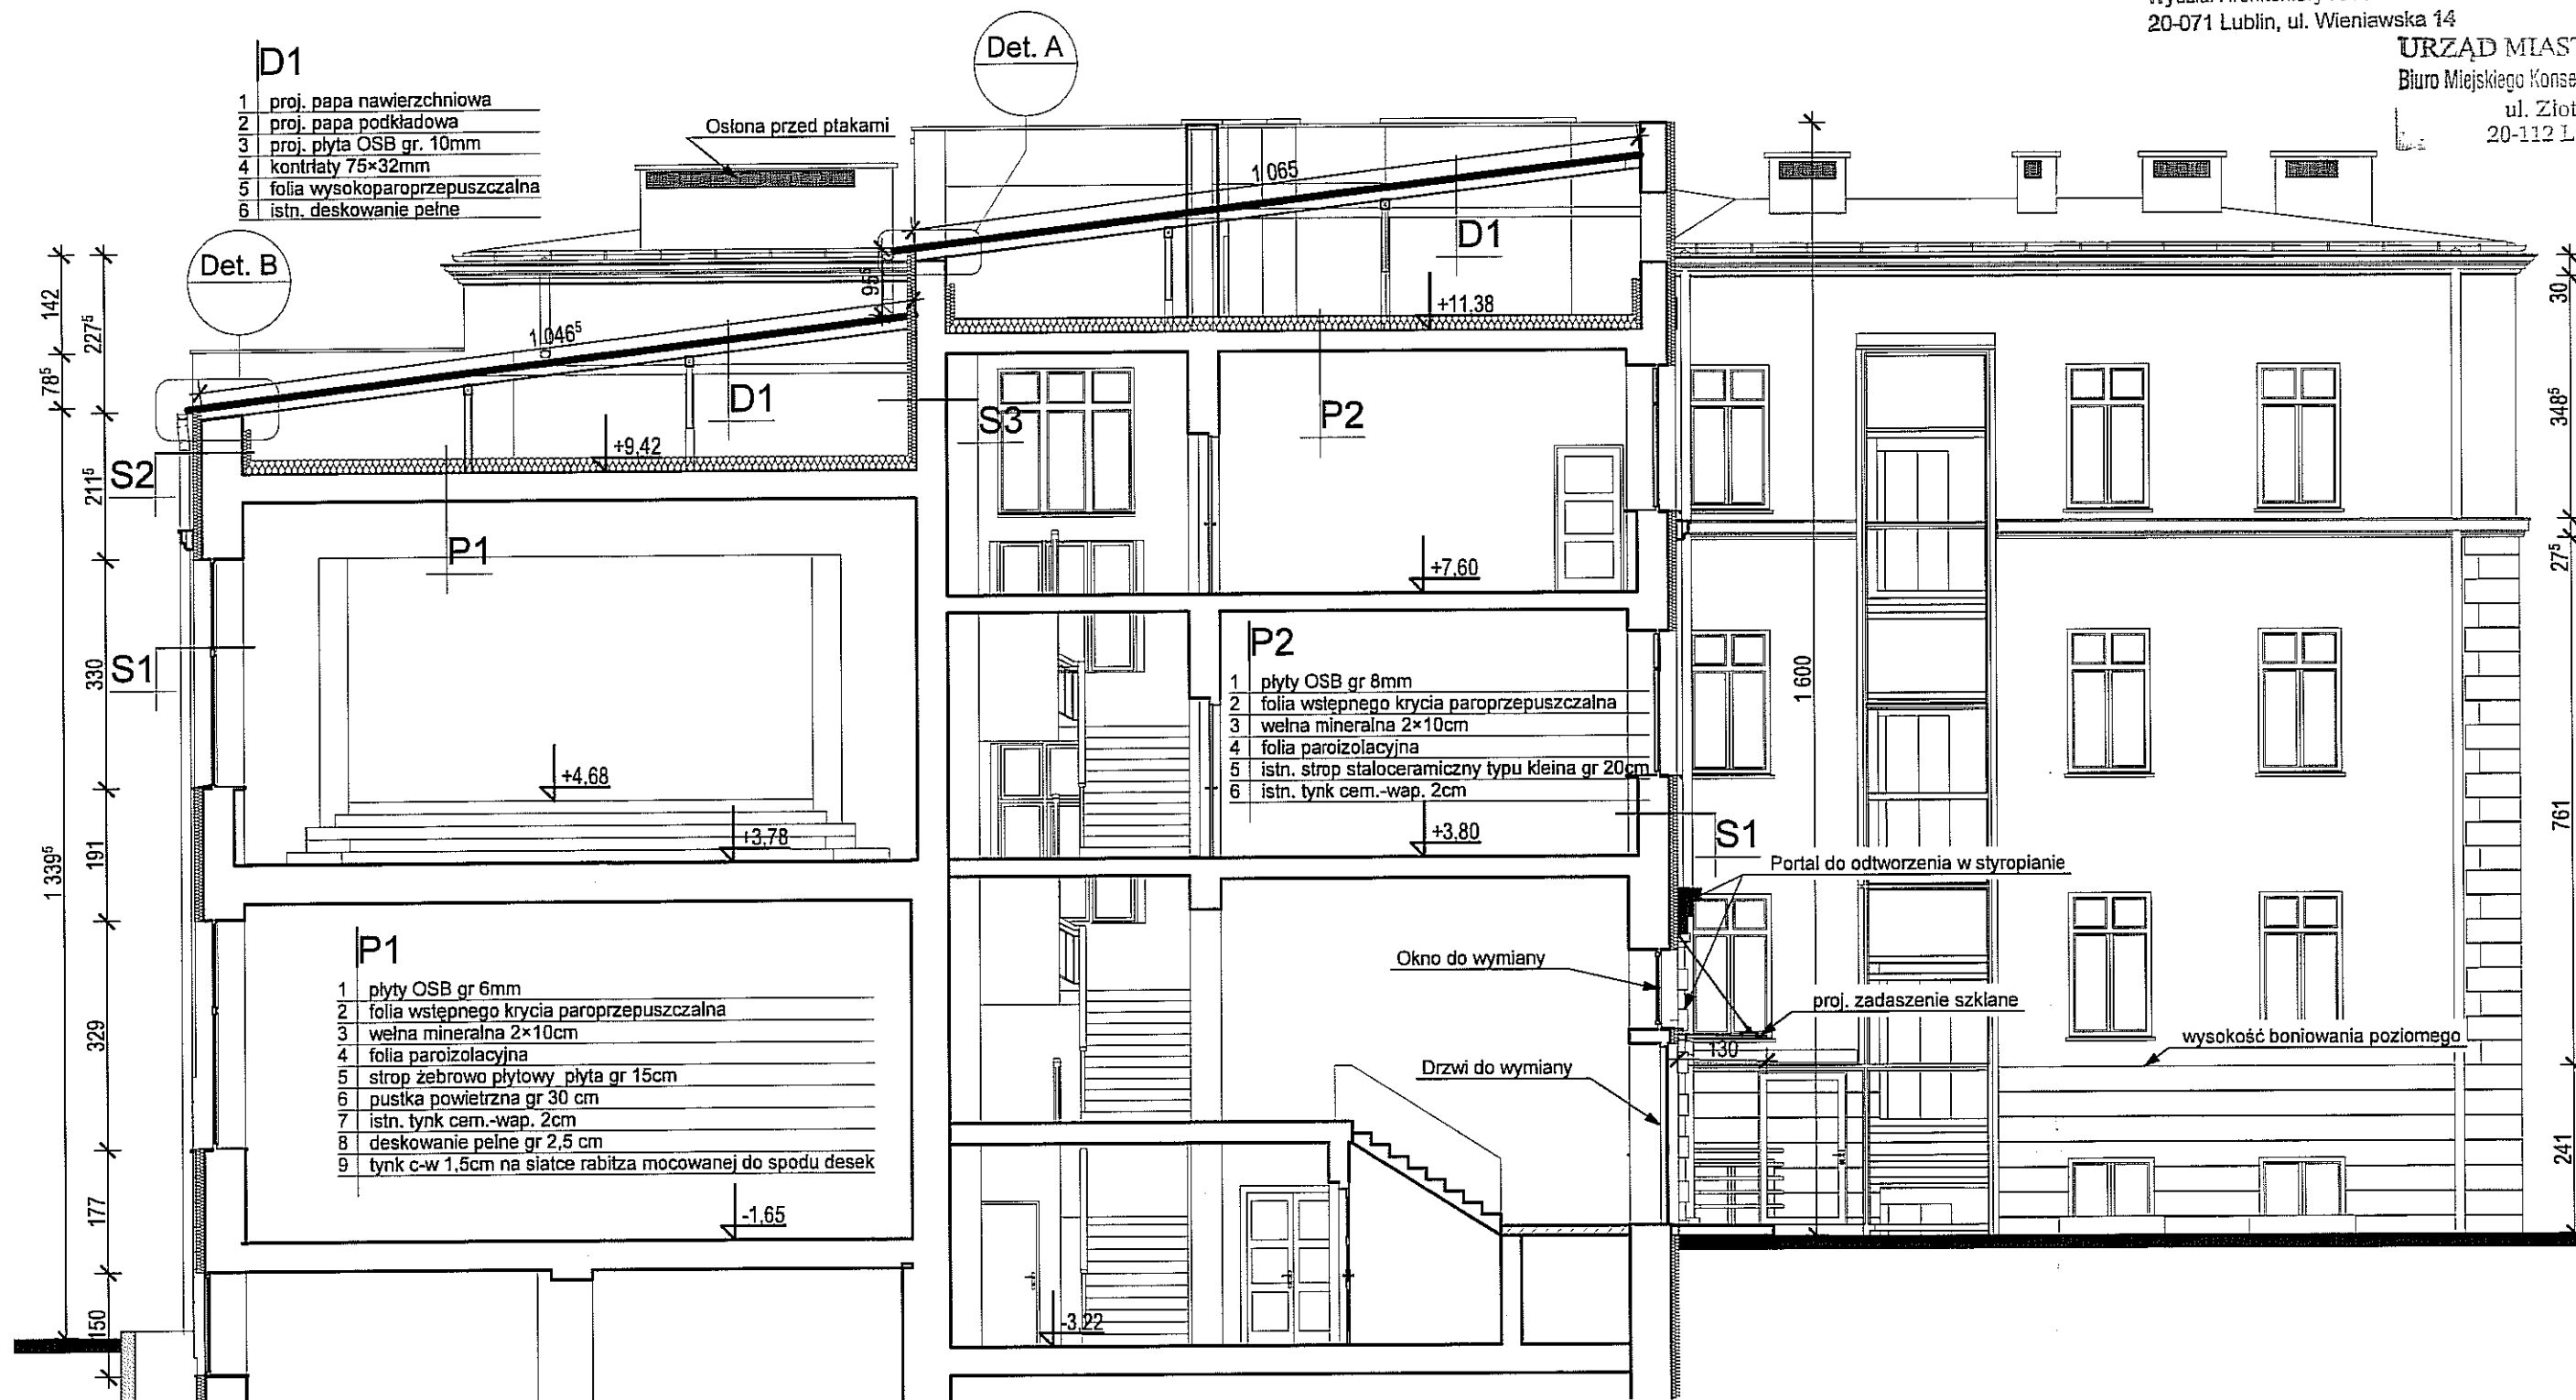 20-071 Lublin, ul. Wieniawska 14
URZĄD MIAST
Biuro Miejskiego Konse
ul. Złot
20-112 L
Det. A
D1
1 proj. papa nawierzchniowa
2 proj. papa podkładowa
3 proj. płyta OSB gr. 10mm
4 kontrłaty 75×32mm
5 folia wysokoparoprzepuszczalna
6 istn. deskowanie pełne
Osłona przed ptakami
1 065
D1
Det. B
95⁵
+11,38
30
142
227⁵
1 046⁵
78⁵
D1
S3
P2
348⁵
+9,42
S2
211⁵
P1
+7,60
27⁵
S1
330
P2
1 płyty OSB gr 8mm
2 folia wstępnego krycia paroprzepuszczalna
3 wełna mineralna 2×10cm
4 folia paroizolacyjna
5 istn. strop staloceramiczny typu kleina gr 20cm
6 istn. tynk cem.-wap. 2cm
1 600
+4,68
+3,78
+3,80
S1
761
191
1 339⁵
Portal do odtworzenia w styropianie
P1
1 płyty OSB gr 6mm
2 folia wstępnego krycia paroprzepuszczalna
3 wełna mineralna 2×10cm
4 folia paroizolacyjna
5 strop żebrowo płytowy płyta gr 15cm
6 pustka powietrzna gr 30 cm
7 istn. tynk cem.-wap. 2cm
8 deskowanie pełne gr 2,5 cm
9 tynk c-w 1,5cm na siatce rabitza mocowanej do spodu desek
Okno do wymiany
proj. zadaszenie szklane
wysokość boniowania poziomego
130
Drzwi do wymiany
329
241
177
-1,65
150
-3,22